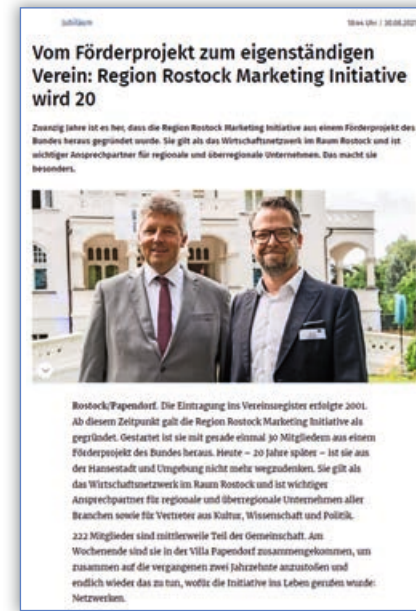 Jubiläum
18:44 Uhr / 30.08.2021
Vom Förderprojekt zum eigenständigen
Verein: Region Rostock Marketing Initiative
wird 20
Zwanzig Jahre ist es her, dass die Region Rostock Marketing Initiative aus einem Förderprojekt des
Bundes heraus gegründet wurde. Sie gilt als das Wirtschaftsnetzwerk im Raum Rostock und ist
wichtiger Ansprechpartner für regionale und überregionale Unternehmen. Das macht sie
besonders.
Rostock/Papendorf. Die Eintragung ins Vereinsregister erfolgte 2001.
Ab diesem Zeitpunkt galt die Region Rostock Marketing Initiative als
gegründet. Gestartet ist sie mit gerade einmal 30 Mitgliedern aus einem
Förderprojekt des Bundes heraus. Heute – 20 Jahre später – ist sie aus
der Hansestadt und Umgebung nicht mehr wegzudenken. Sie gilt als
das Wirtschaftsnetzwerk im Raum Rostock und ist wichtiger
Ansprechpartner für regionale und überregionale Unternehmen aller
Branchen sowie für Vertreter aus Kultur, Wissenschaft und Politik.
222 Mitglieder sind mittlerweile Teil der Gemeinschaft. Am
Wochenende sind sie in der Villa Papendorf zusammengekommen, um
zusammen auf die vergangenen zwei Jahrzehnte anzustoßen und
endlich wieder das zu tun, wofür die Initiative ins Leben gerufen wurde:
Netzwerken.